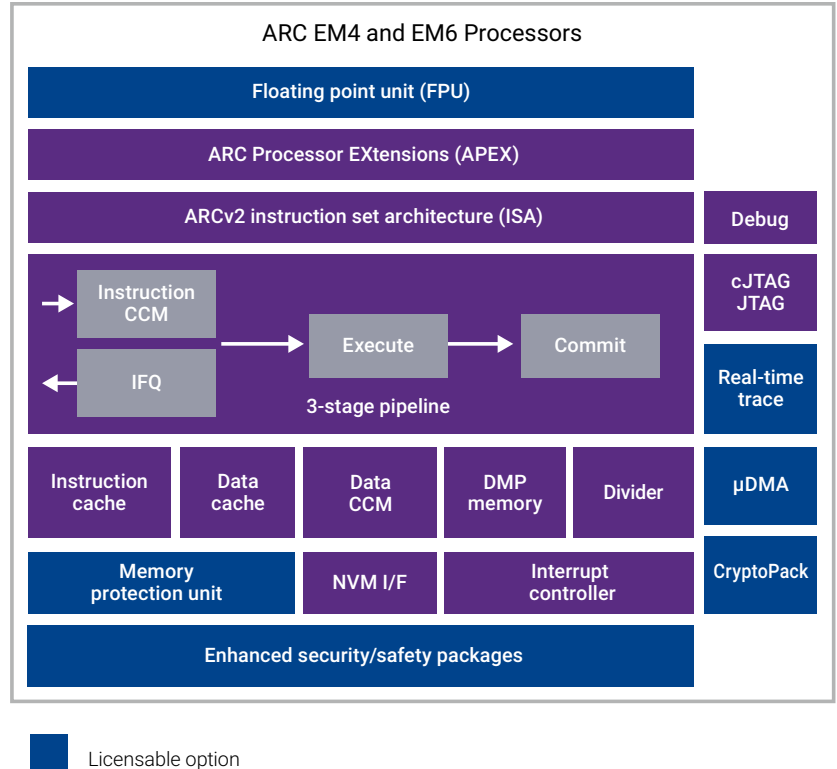 ARC EM4 and EM6 Processors
Floating point unit (FPU)
ARC Processor EXtensions (APEX)
ARCv2 instruction set architecture (ISA)
Debug
Instruction
CCM
IFQ
Execute
Commit
3-stage pipeline
cJTAG
JTAG
Real-time
trace
Instruction
cache
Data
cache
Data
CCM
DMP
memory
Divider
µDMA
Memory
protection unit
NVM I/F
Interrupt
controller
CryptoPack
Enhanced security/safety packages
Licensable option